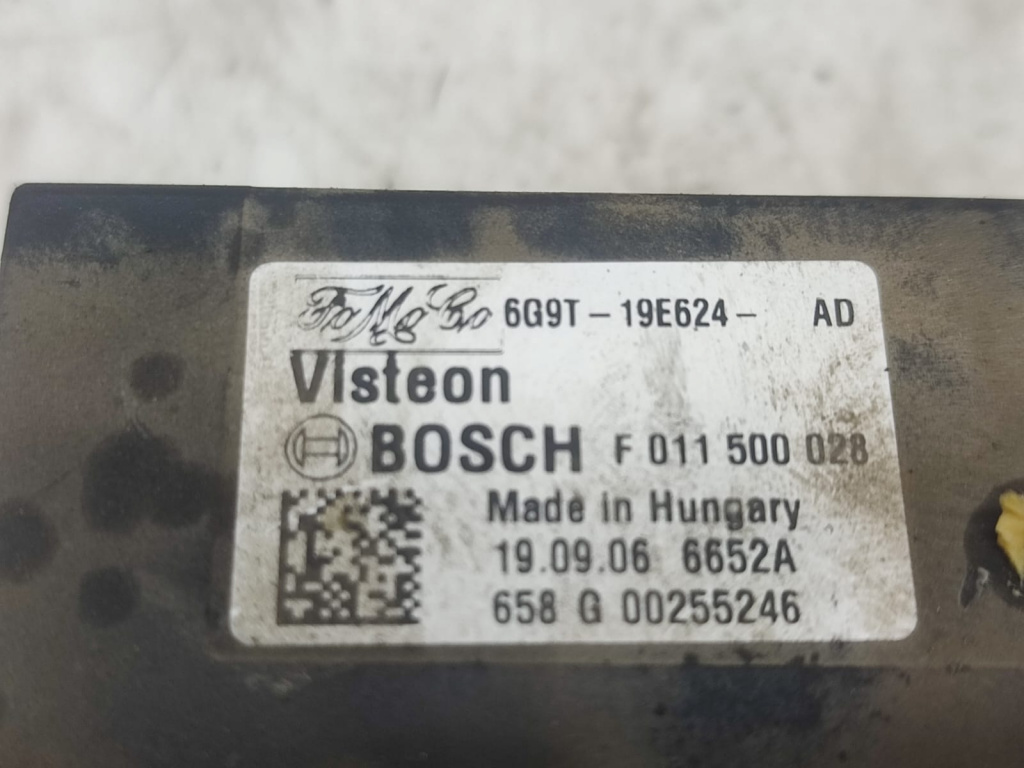 FoMoCo 6G9T - 19E624 - AD
Visteon
BOSCH F 011 500 028
Made in Hungary
19.09.06 6652A
658 G 00255246